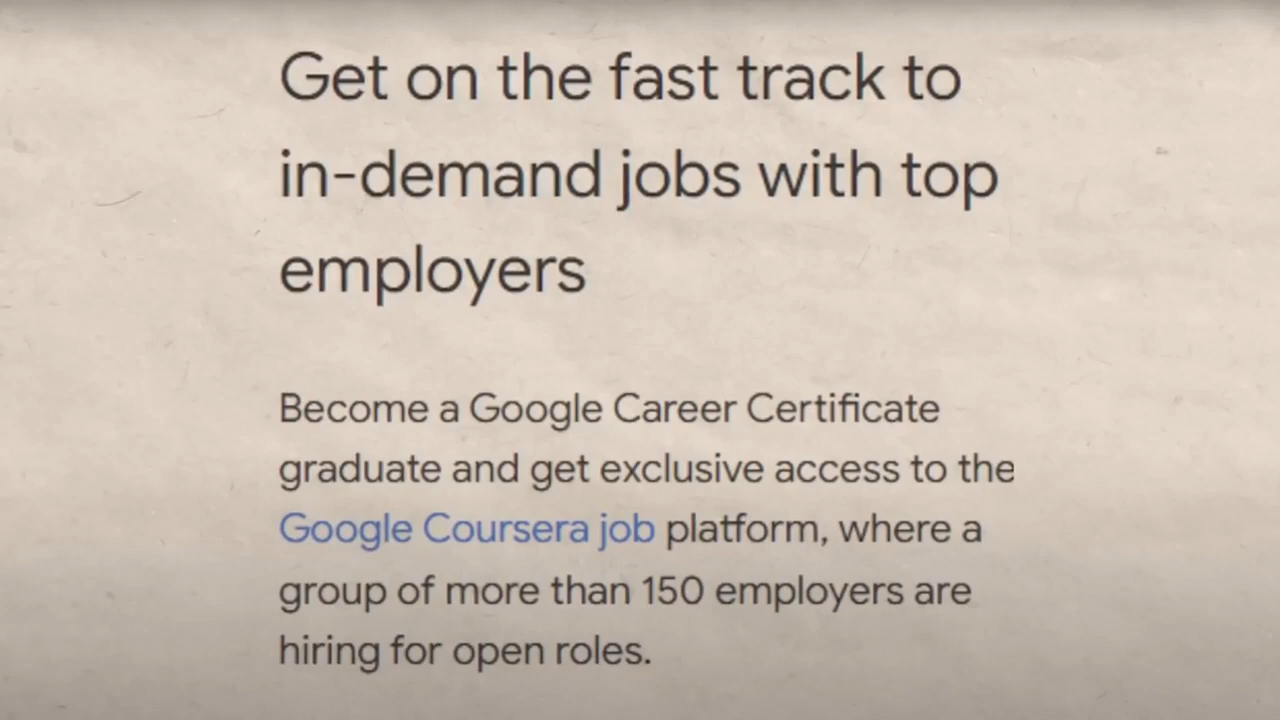 Get on the fast track to
in-demand jobs with top
employers
Become a Google Career Certificate
graduate and get exclusive access to the
Google Coursera job platform, where a
group of more than 150 employers are
hiring for open roles.